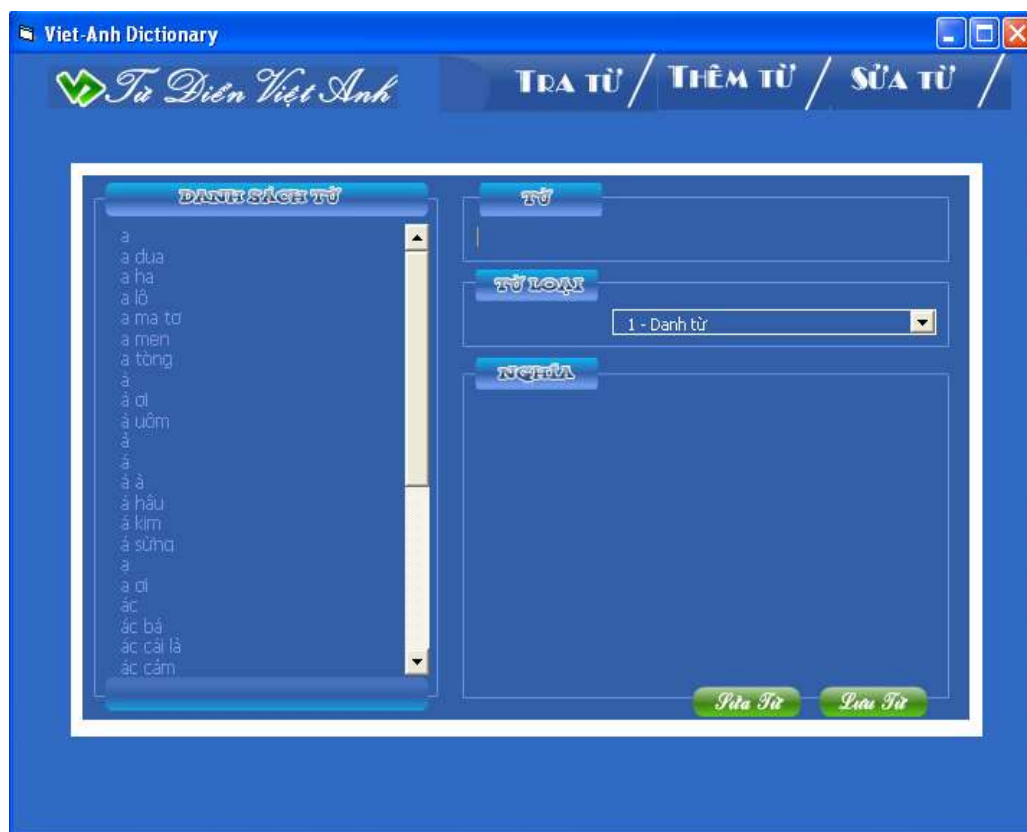 Viet-Anh Dictionary
Từ Điển Việt Anh
TRA TỪ / THÊM TỪ / SỬA TỪ /
DANH SÁCH TỪ
a
a dua
a ha
a lô
a ma tơ
a men
a tòng
à
à ơi
à uôm
ả
á
á à
á hậu
á kim
á sừng
ạ
ạ ơi
ác
ác bá
ác cái là
ác cảm
TỪ
TỪ LOẠI
1 - Danh từ
NGHĨA
Sửa Từ
Lưu Từ